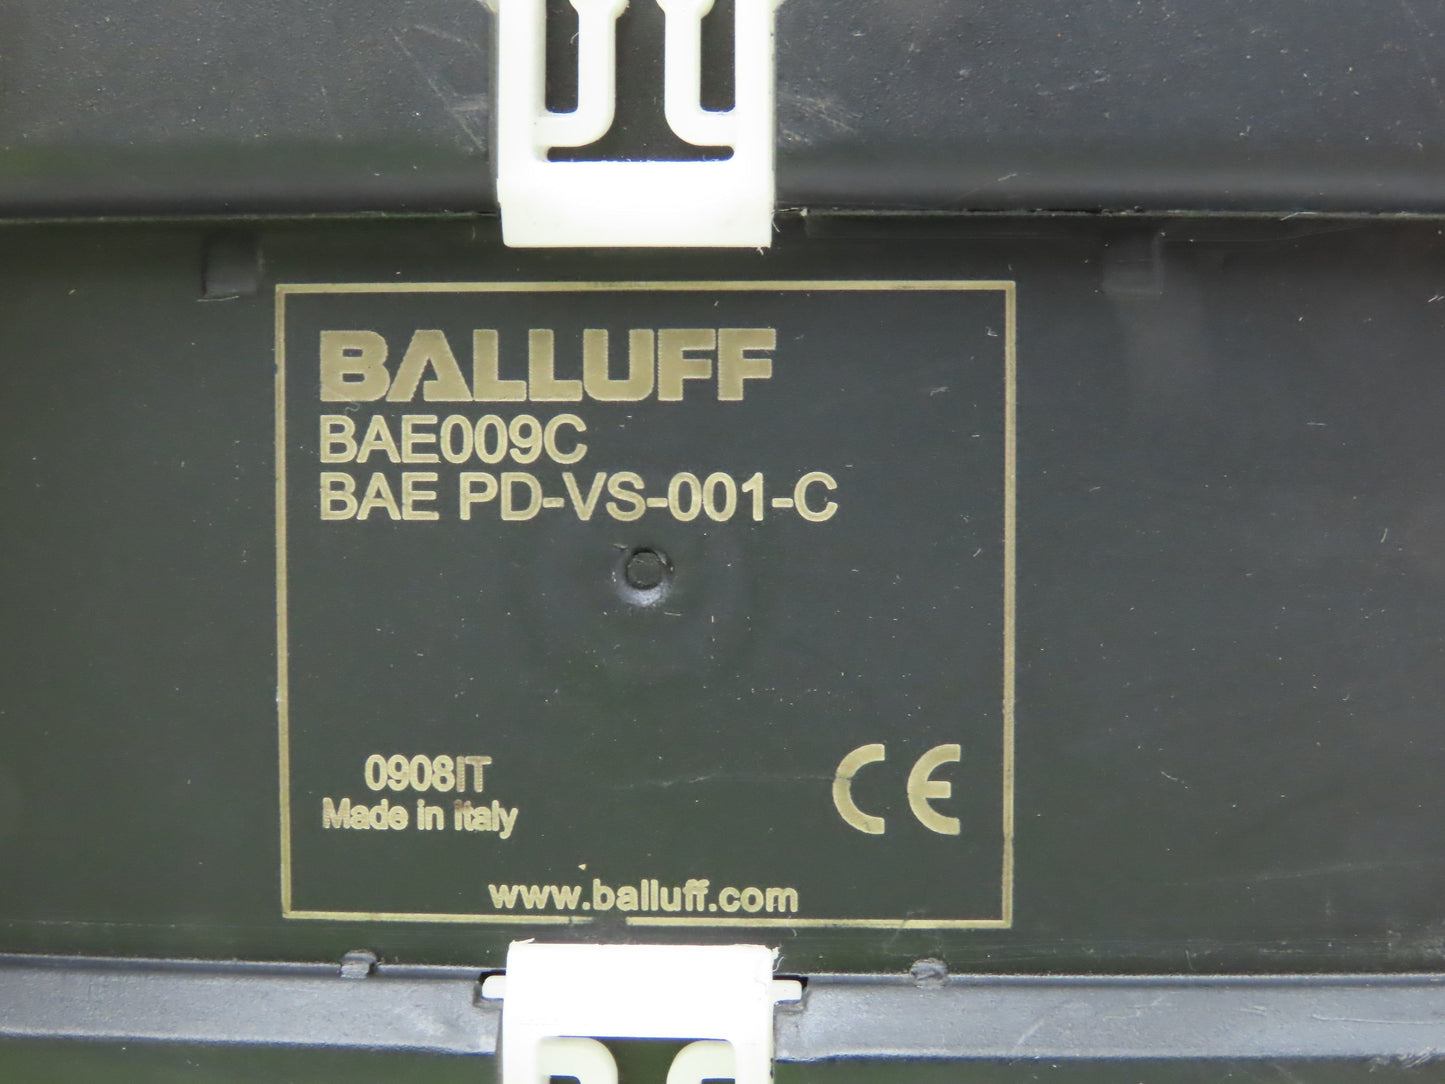 BALLUFF
BAE009C
BAE PD-VS-001-C
0908IT
Made in Italy
CE
www.balluff.com